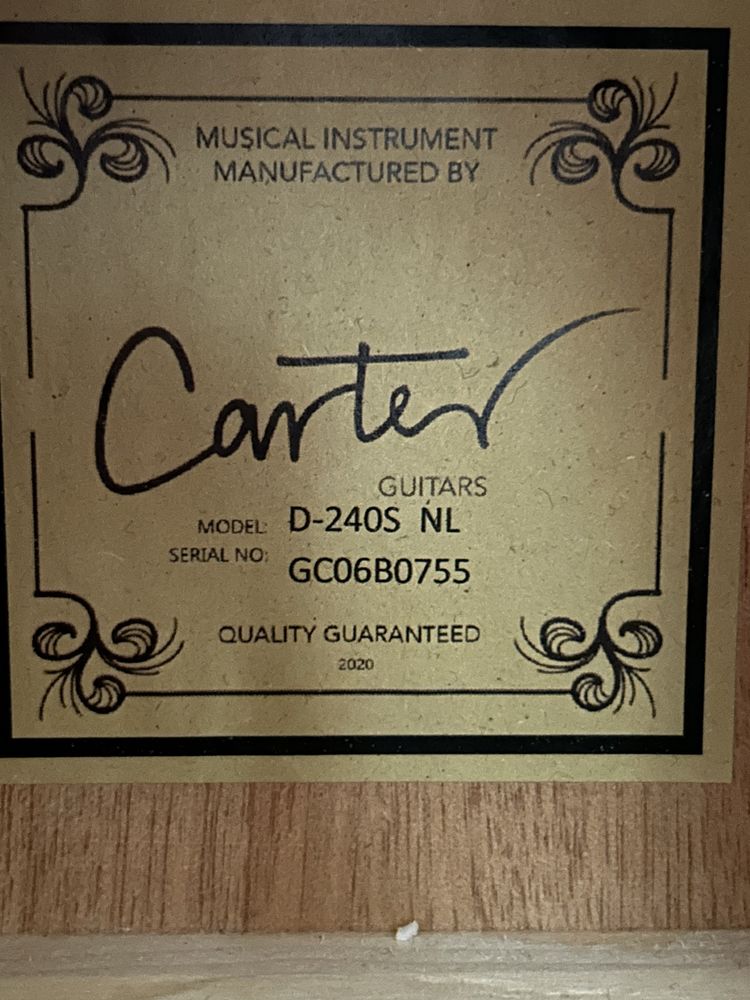 MUSICAL INSTRUMENT
MANUFACTURED BY
Carter
GUITARS
MODEL: D-240S NL
SERIAL NO: GC06B0755
QUALITY GUARANTEED
2020